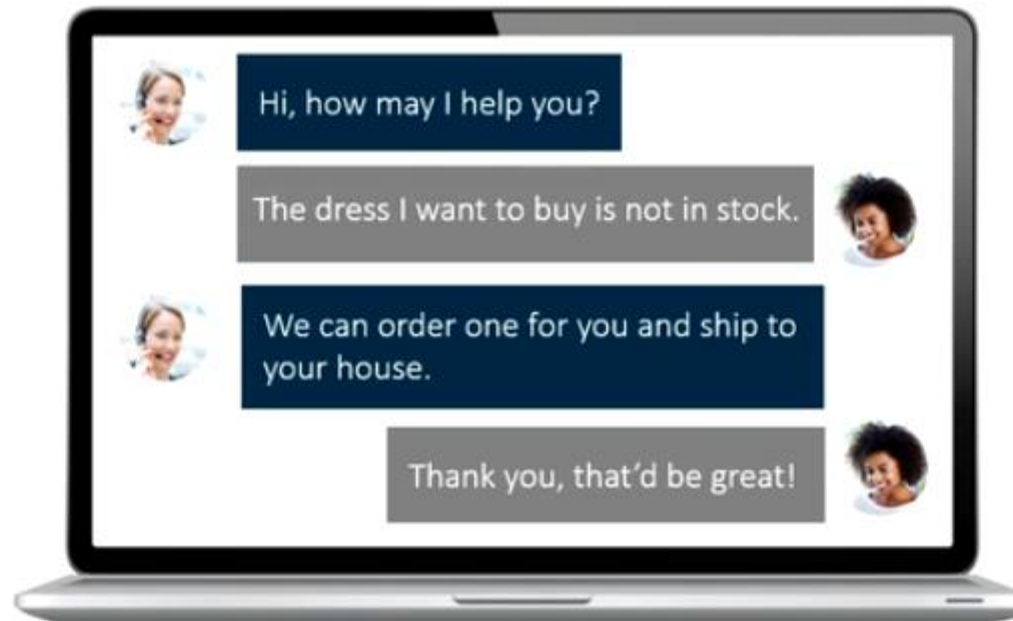 Hi, how may I help you?
The dress I want to buy is not in stock.
We can order one for you and ship to
your house.
Thank you, that'd be great!